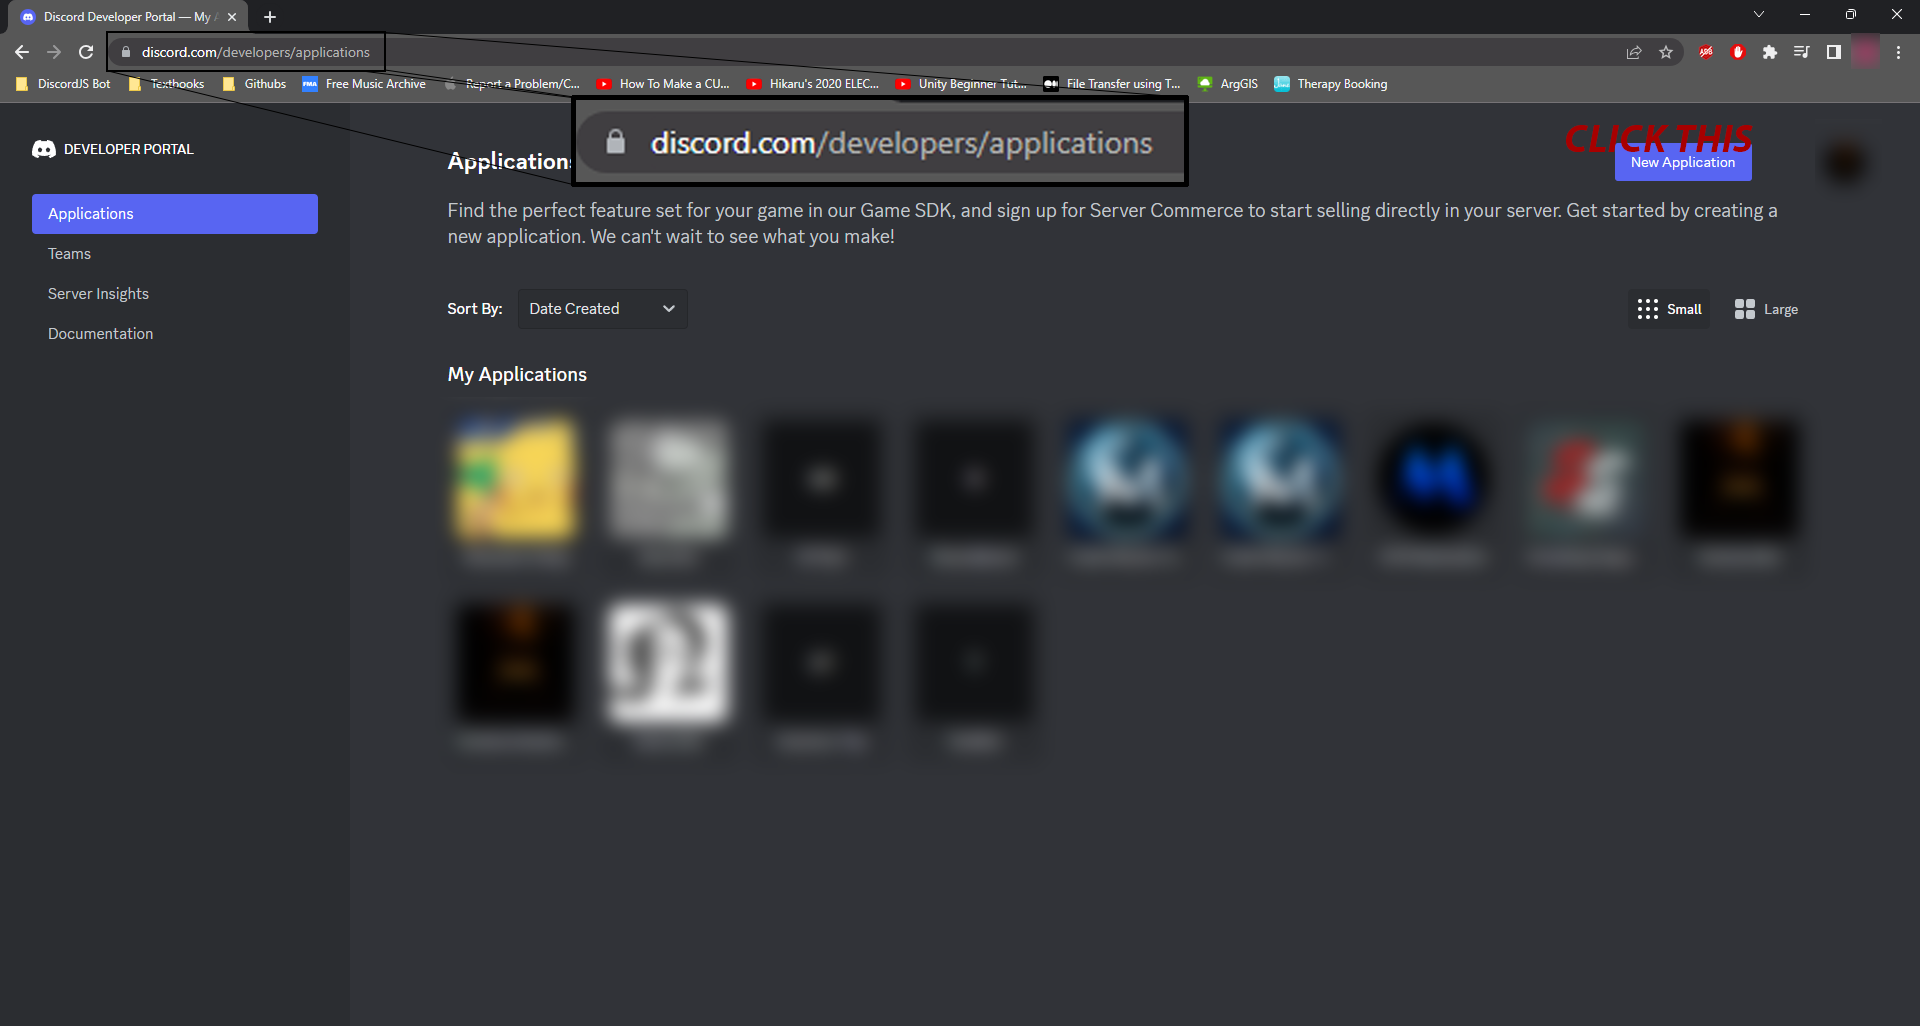 Discord Developer Portal — My
discord.com/developers/applications
DiscordJS Bot
Textbooks
Githubs
FMA
Free Music Archive
Report a Problem/C...
How To Make a CU...
Hikaru's 2020 ELEC...
Unity Beginner Tut...
File Transfer using T...
ArgGIS
Therapy Booking
discord.com/developers/applications
DEVELOPER PORTAL
Applications
CLICK THIS
New Application
Applications
Teams
Server Insights
Documentation
Find the perfect feature set for your game in our Game SDK, and sign up for Server Commerce to start selling directly in your server. Get started by creating a
new application. We can't wait to see what you make!
Sort By:
Date Created
Small
Large
My Applications